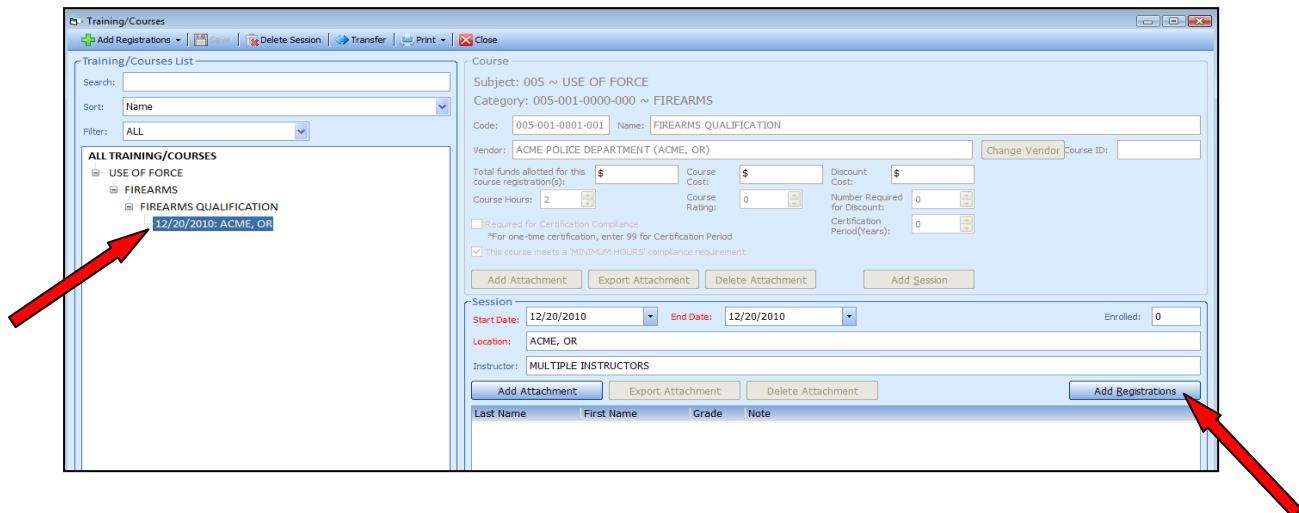 Training/Courses
Add Registrations Save Delete Session Transfer Print Close
Training/Courses List
Search:
Sort: Name
Filter: ALL
ALL TRAINING/COURSES
USE OF FORCE
FIREARMS
FIREARMS QUALIFICATION
12/20/2010: ACME, OR
Course
Subject: 005 ~ USE OF FORCE
Category: 005-001-0000-000 ~ FIREARMS
Code: 005-001-0001-001 Name: FIREARMS QUALIFICATION
Vendor: ACME POLICE DEPARTMENT (ACME, OR) Change Vendor Course ID:
Total funds allotted for this course registration(s): $ Course Cost: $ Discount Cost: $
Course Hours: 2 Course Rating: 0 Number Required for Discount: 0
Required for Certification Compliance Certification Period(Years): 0
*For one-time certification, enter 99 for Certification Period
This course meets a 'MINIMUM HOURS' compliance requirement
Add Attachment Export Attachment Delete Attachment Add Session
Session
Start Date: 12/20/2010 End Date: 12/20/2010 Enrolled: 0
Location: ACME, OR
Instructor: MULTIPLE INSTRUCTORS
Add Attachment Export Attachment Delete Attachment Add Registrations
Last Name First Name Grade Note